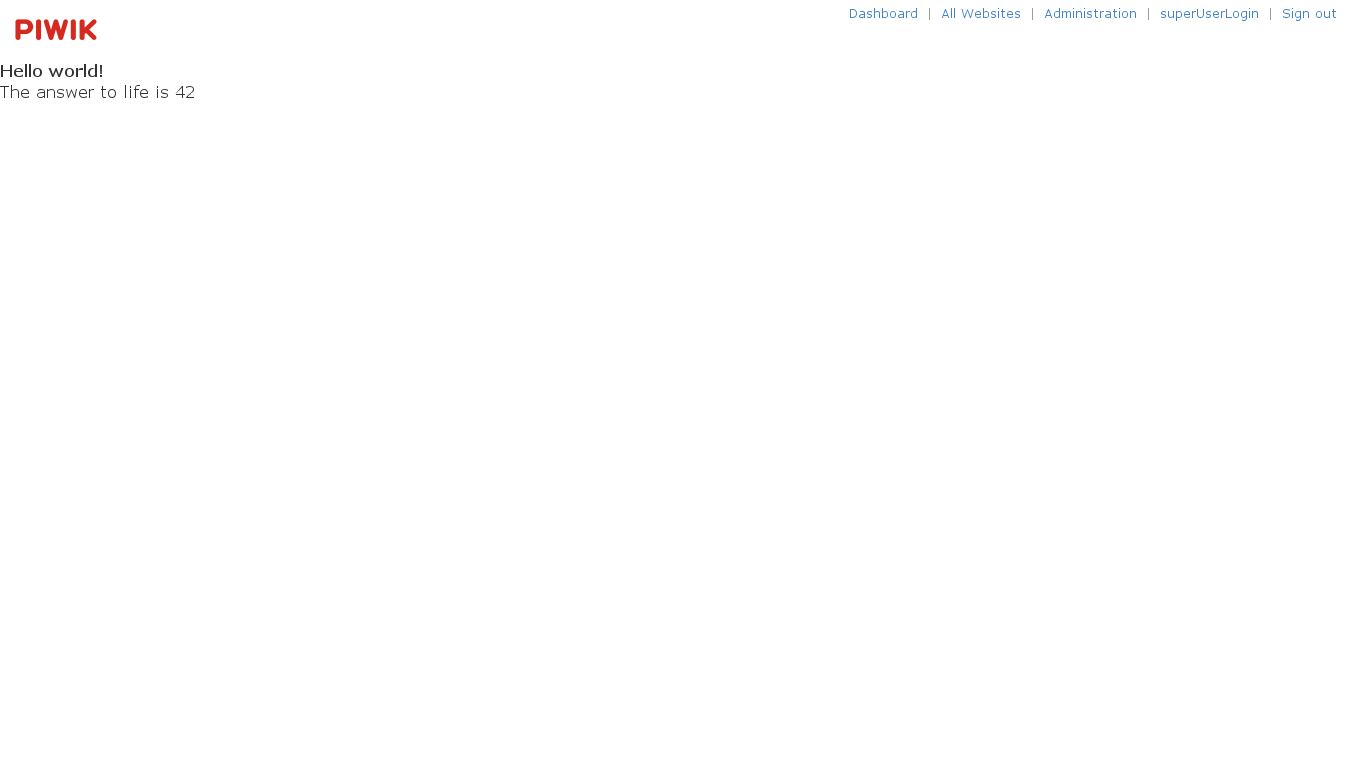 PIWIK
Dashboard | All Websites | Administration | superUserLogin | Sign out
Hello world!
The answer to life is 42